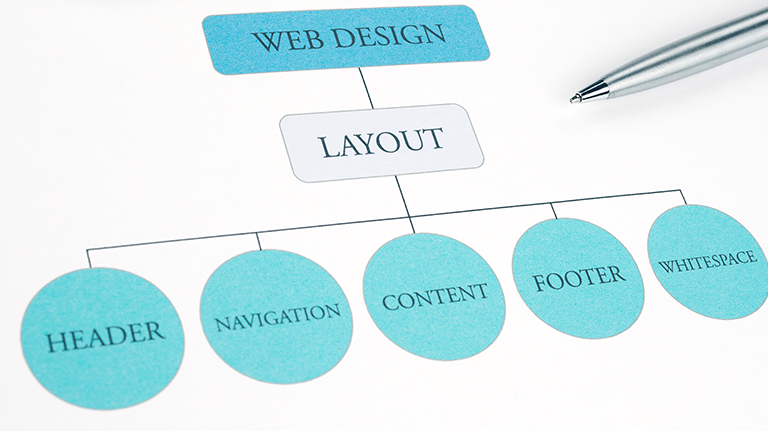 WEB DESIGN
LAYOUT
HEADER
NAVIGATION
CONTENT
FOOTER
WHITESPACE